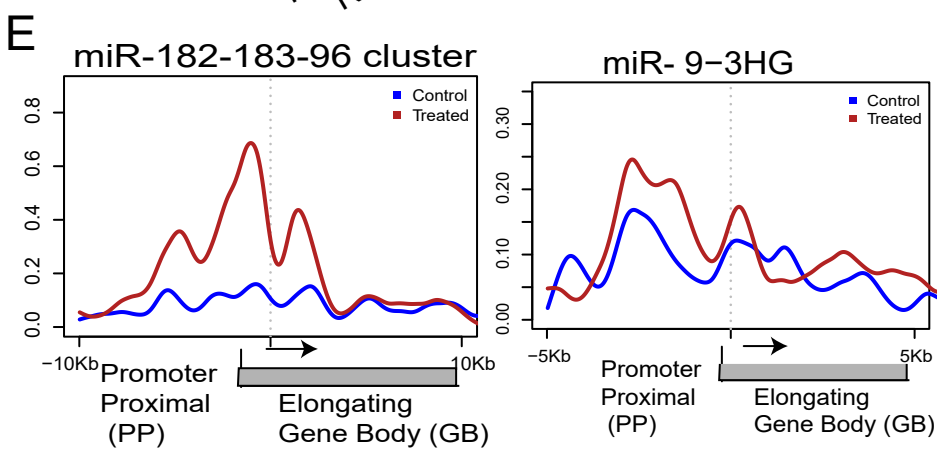 E
miR-182-183-96 cluster
0.8
0.6
0.4
0.2
0.0
Control
Treated
−10Kb
10Kb
Promoter
Proximal
(PP)
Elongating
Gene Body (GB)
miR- 9−3HG
0.30
0.20
0.10
0.00
Control
Treated
−5Kb
5Kb
Promoter
Proximal
(PP)
Elongating
Gene Body (GB)